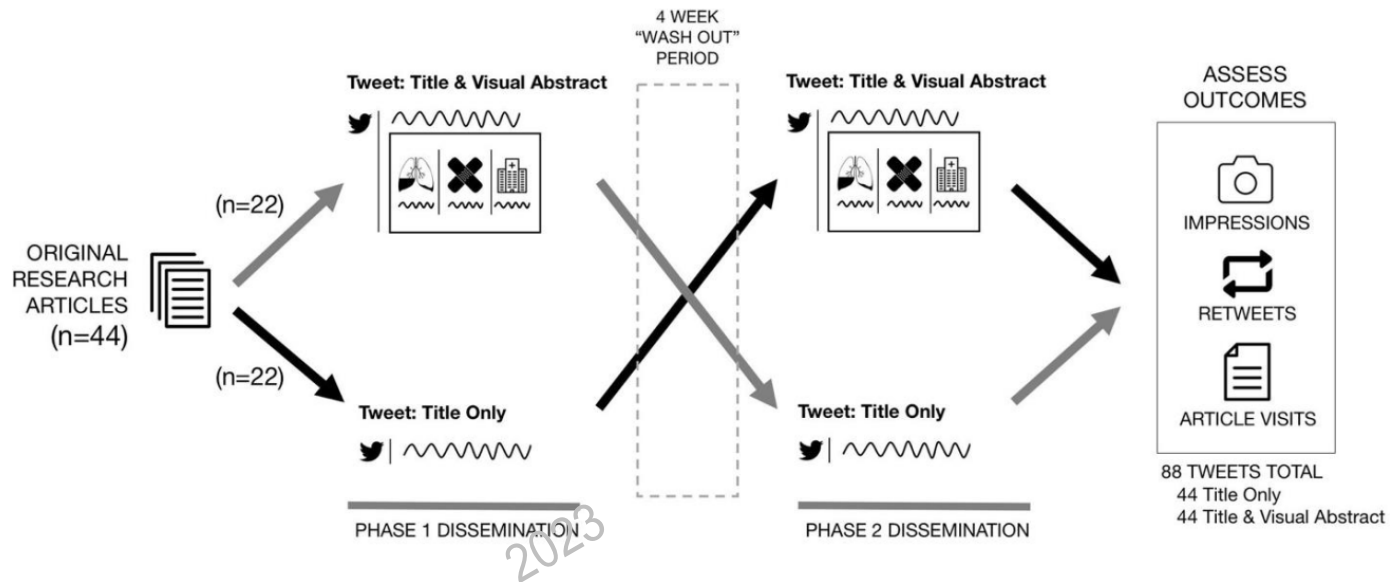 4 WEEK
“WASH OUT”
PERIOD
Tweet: Title & Visual Abstract
Tweet: Title & Visual Abstract
ASSESS
OUTCOMES
(n=22)
IMPRESSIONS
ORIGINAL
RESEARCH
ARTICLES
(n=44)
RETWEETS
(n=22)
Tweet: Title Only
Tweet: Title Only
ARTICLE VISITS
88 TWEETS TOTAL
44 Title Only
44 Title & Visual Abstract
PHASE 1 DISSEMINATION
PHASE 2 DISSEMINATION
2023